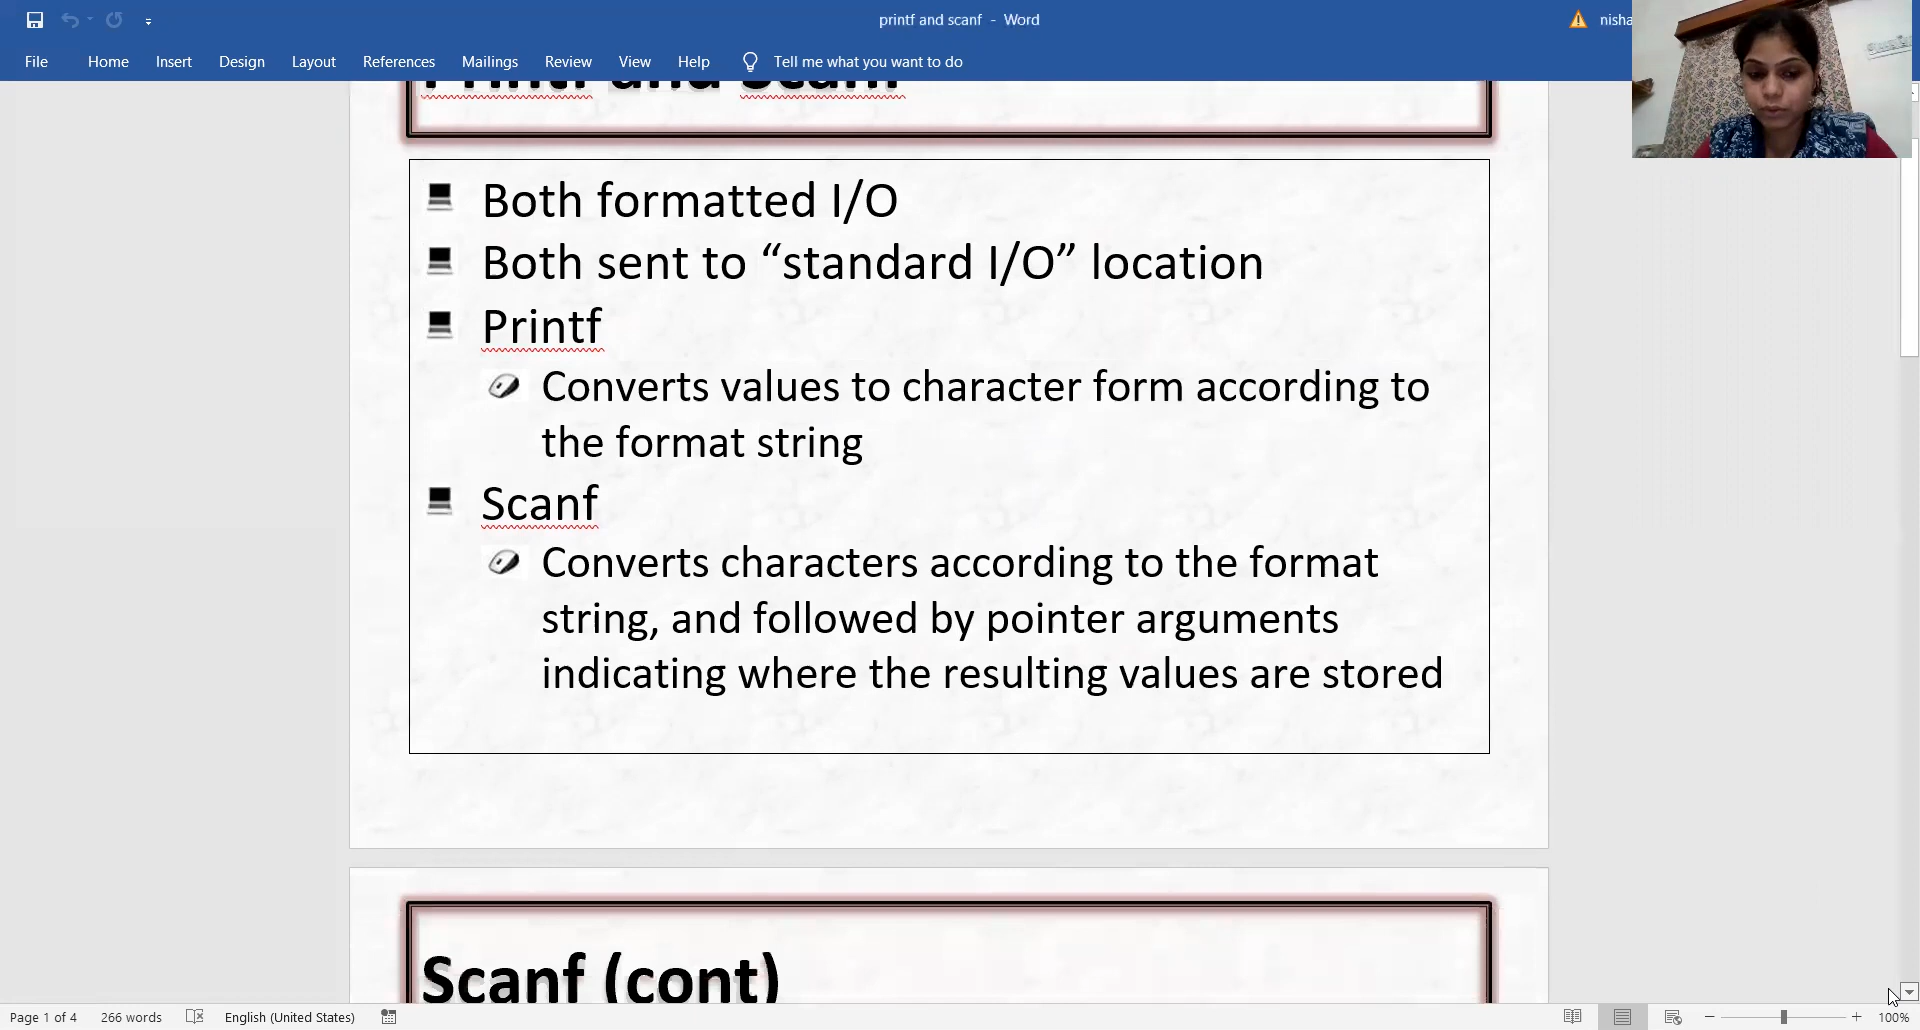 printf and scanf - Word
nisha
File Home Insert Design Layout References Mailings Review View Help Tell me what you want to do
Printf and Scanf
Both formatted I/O
Both sent to “standard I/O” location
Printf
Converts values to character form according to
the format string
Scanf
Converts characters according to the format
string, and followed by pointer arguments
indicating where the resulting values are stored
Scanf (cont)
Page 1 of 4 266 words English (United States) 100%